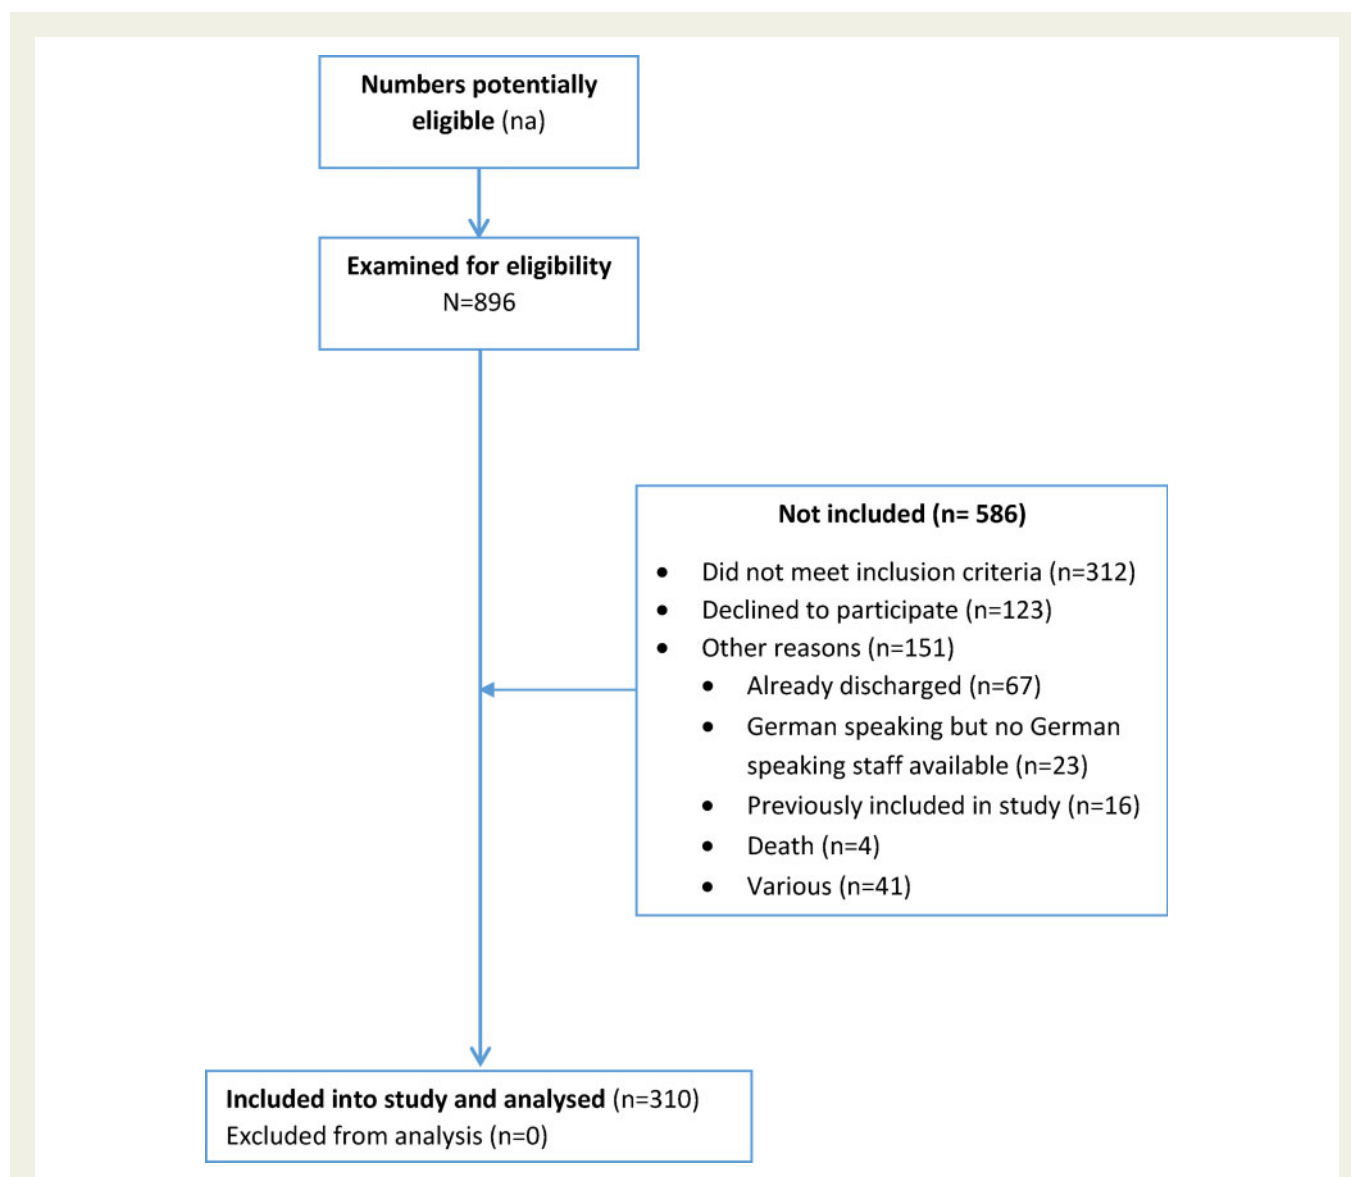 Numbers potentially
eligible (na)
Examined for eligibility
N=896
Not included (n= 586)
• Did not meet inclusion criteria (n=312)
• Declined to participate (n=123)
• Other reasons (n=151)
• Already discharged (n=67)
• German speaking but no German
speaking staff available (n=23)
• Previously included in study (n=16)
• Death (n=4)
• Various (n=41)
Included into study and analysed (n=310)
Excluded from analysis (n=0)